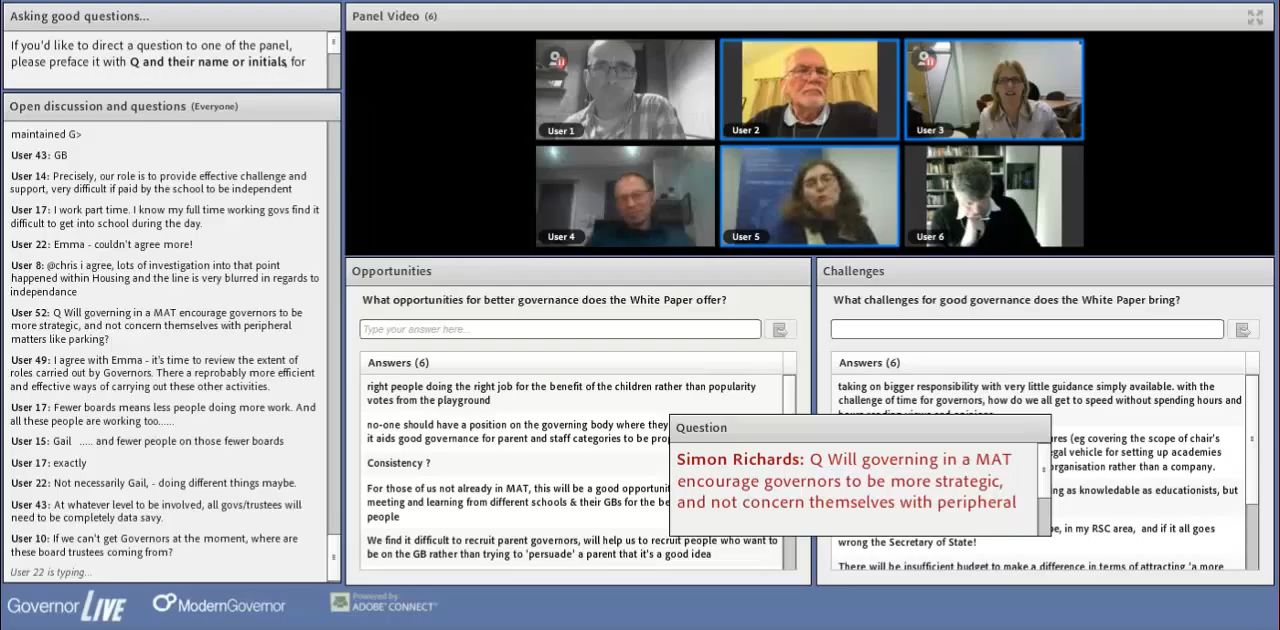 Asking good questions...
If you'd like to direct a question to one of the panel,
please preface it with Q and their name or initials, for
Open discussion and questions (Everyone)
maintained G>
User 43: GB
User 14: Precisely, our role is to provide effective challenge and
support, very difficult if paid by the school to be independent
User 17: I work part time. I know my full time working govs find it
difficult to get into school during the day.
User 22: Emma - couldn't agree more!
User 8: @chris i agree, lots of investigation into that point
happened within Housing and the line is very blurred in regards to
independance
User 52: Q Will governing in a MAT encourage governors to be
more strategic, and not concern themselves with peripheral
matters like parking?
User 49: I agree with Emma - it's time to review the extent of
roles carried out by Governors. There a reprobably more efficient
and effective ways of carrying out these other activities.
User 17: Fewer boards means less people doing more work. And
all these people are working too......
User 15: Gail ..... and fewer people on those fewer boards
User 17: exactly
User 22: Not necessarily Gail, - doing different things maybe.
User 43: At whatever level to be involved, all govs/trustees will
need to be completely data savy.
User 10: If we can't get Governors at the moment, where are
these board trustees coming from?
User 22 is typing...
Panel Video (6)
User 1
User 2
User 3
User 4
User 5
User 6
Opportunities
What opportunities for better governance does the White Paper offer?
Type your answer here...
Answers (6)
right people doing the right job for the benefit of the children rather than popularity
votes from the playground
no-one should have a position on the governing body where they
it aids good governance for parent and staff categories to be
Consistency ?
For those of us not already in MAT, this will be a good
meeting and learning from different schools & their GBs for the
people
We find it difficult to recruit parent governors, will help us to recruit people who want to
be on the GB rather than trying to 'persuade' a parent that it's a good idea
Challenges
What challenges for good governance does the White Paper bring?
Answers (6)
taking on bigger responsibility with very little guidance simply available. with the
challenge of time for governors, how do we all get to speed without spending hours and
(eg covering the scope of chair's
vehicle for setting up academies
rather than a company.
as knowledgable as educationists, but
in my RSC area, and if it all goes
wrong the Secretary of State!
There will be insufficient budget to make a difference in terms of attracting 'a more
Question
Simon Richards: Q Will governing in a MAT
encourage governors to be more strategic,
and not concern themselves with peripheral
Governor LIVE
ModernGovernor
Powered by
ADOBE® CONNECT™